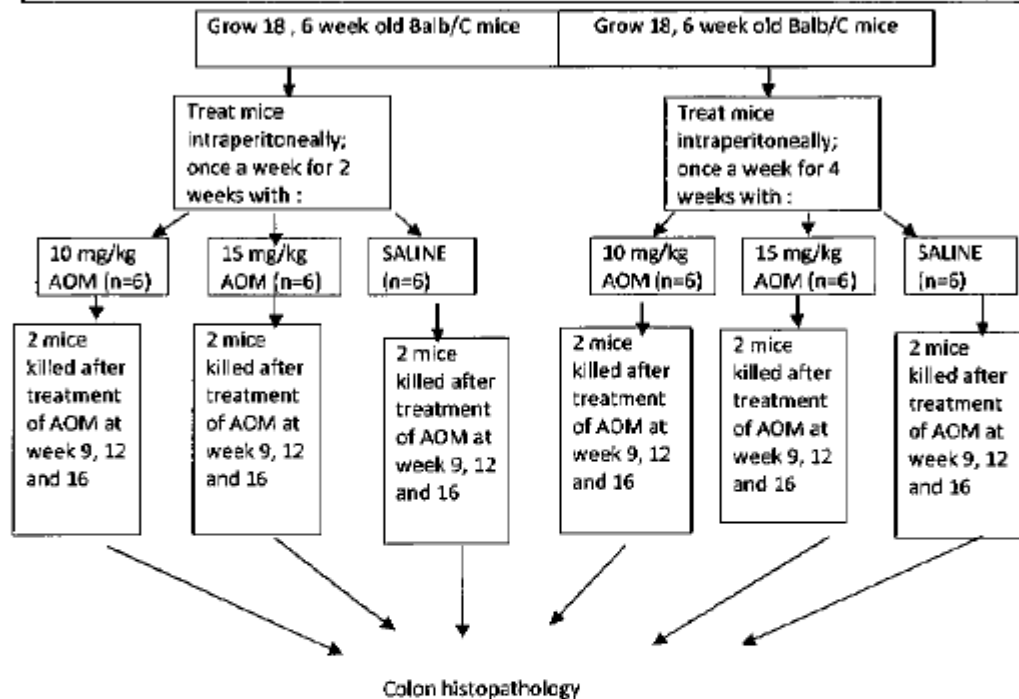 Grow 18 , 6 week old Balb/C mice
Grow 18, 6 week old Balb/C mice
Treat mice
intraperitoneally;
once a week for 2
weeks with :
Treat mice
intraperitoneally;
once a week for 4
weeks with :
10 mg/kg
AOM (n=6)
15 mg/kg
AOM (n=6)
SALINE
(n=6)
10 mg/kg
AOM (n=6)
15 mg/kg
AOM (n=6)
SALINE
(n=6)
2 mice
killed after
treatment
of AOM at
week 9, 12
and 16
2 mice
killed after
treatment
of AOM at
week 9, 12
and 16
2 mice
killed after
treatment
of AOM at
week 9, 12
and 16
2 mice
killed after
treatment
of AOM at
week 9, 12
and 16
2 mice
killed after
treatment
of AOM at
week 9, 12
and 16
2 mice
killed after
treatment
of AOM at
week 9, 12
and 16
Colon histopathology